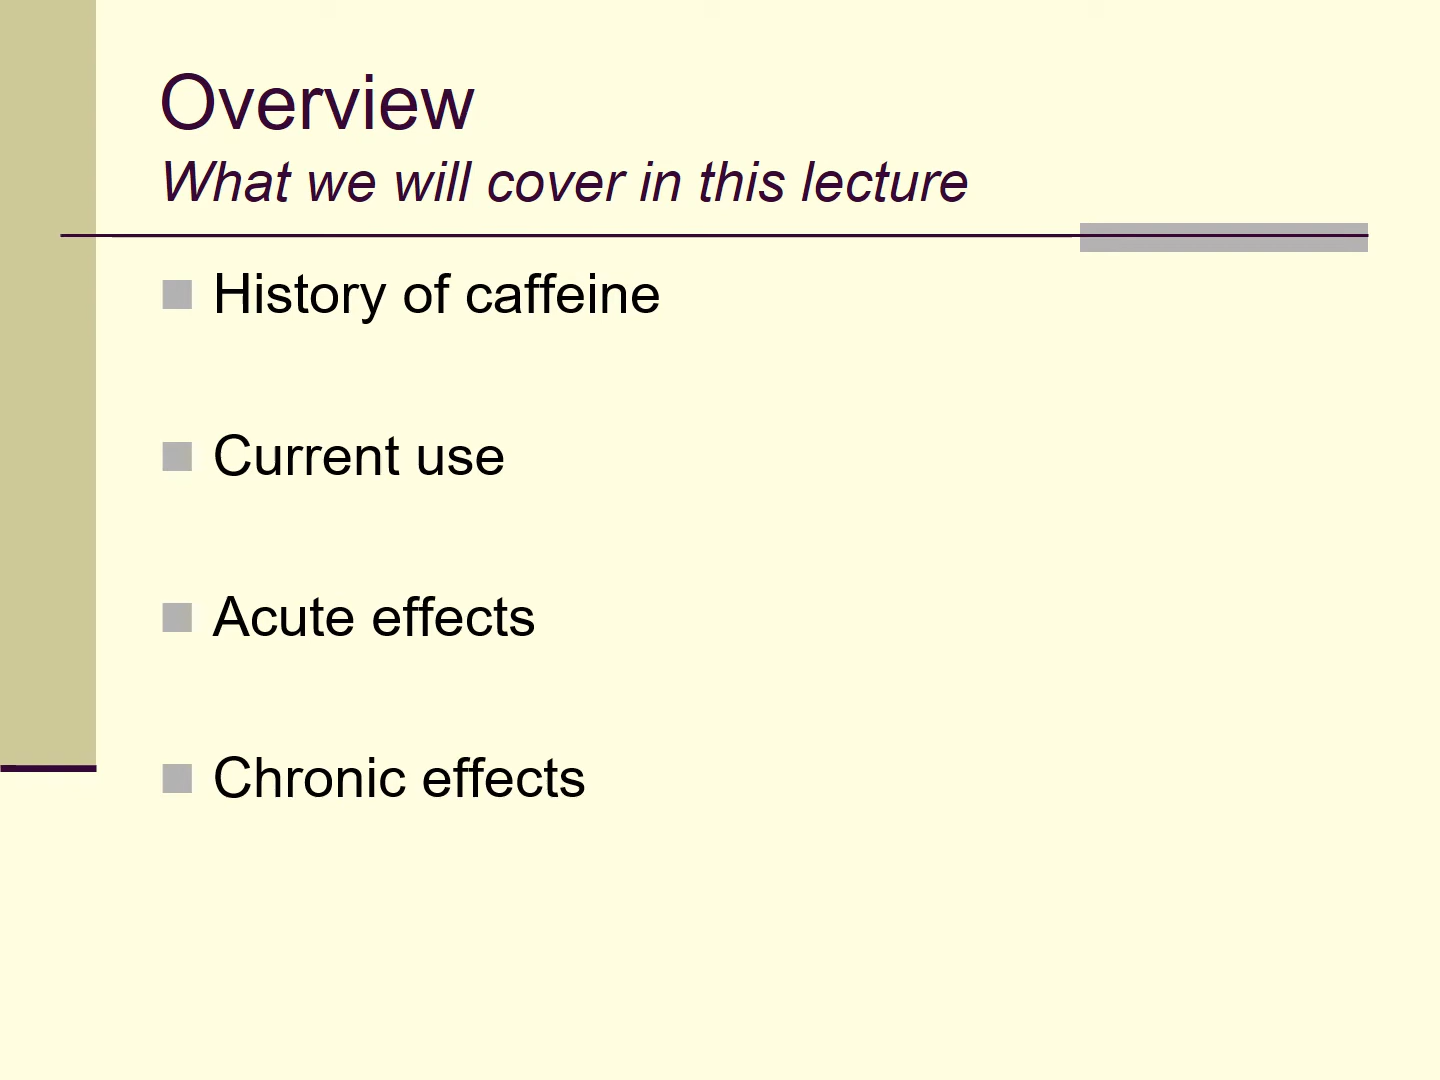 Overview
What we will cover in this lecture
History of caffeine
Current use
Acute effects
Chronic effects